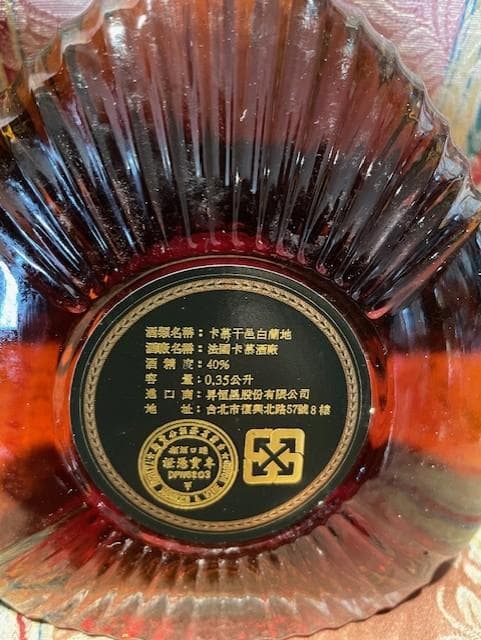 酒類名稱：卡慕干邑白蘭地
酒廠名稱：法國卡慕酒廠
酒精度：40%
容量：0.35公升
進口商：昇恒昌股份有限公司
地址：台北市復興北路57號8樓
DPW6203